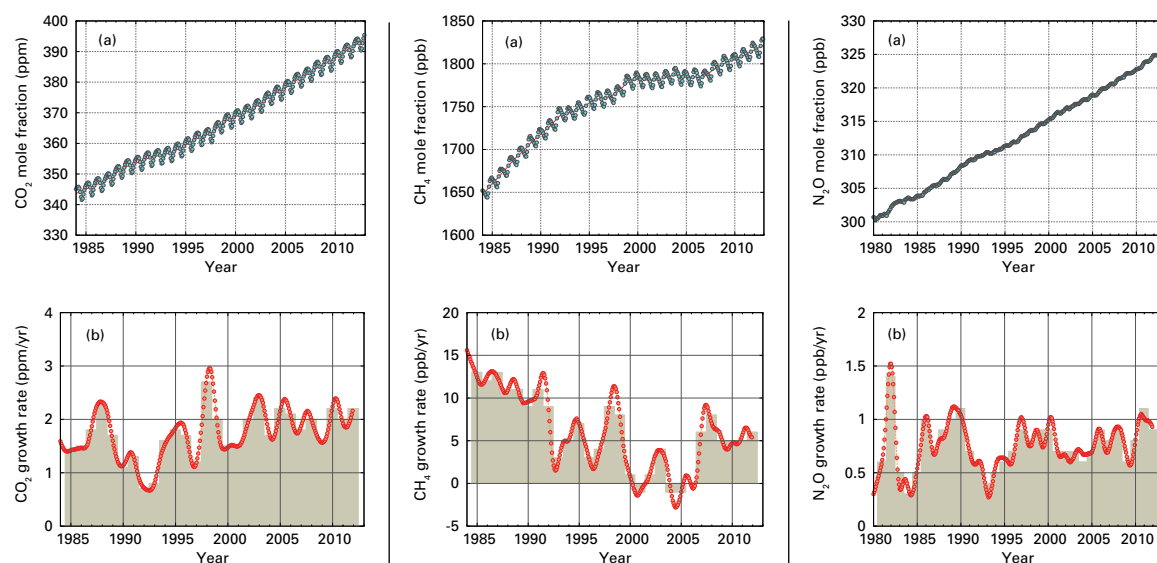 (a)
CO2 mole fraction (ppm)
400
390
380
370
360
350
340
330
1985 1990 1995 2000 2005 2010
Year
(a)
CH4 mole fraction (ppb)
1850
1800
1750
1700
1650
1600
1985 1990 1995 2000 2005 2010
Year
(a)
N2O mole fraction (ppb)
330
325
320
315
310
305
300
1980 1985 1990 1995 2000 2005 2010
Year
(b)
CO2 growth rate (ppm/yr)
4
3
2
1
0
1985 1990 1995 2000 2005 2010
Year
(b)
CH4 growth rate (ppb/yr)
20
15
10
5
0
-5
1985 1990 1995 2000 2005 2010
Year
(b)
N2O growth rate (ppb/yr)
2
1.5
1
0.5
0
1980 1985 1990 1995 2000 2005 2010
Year